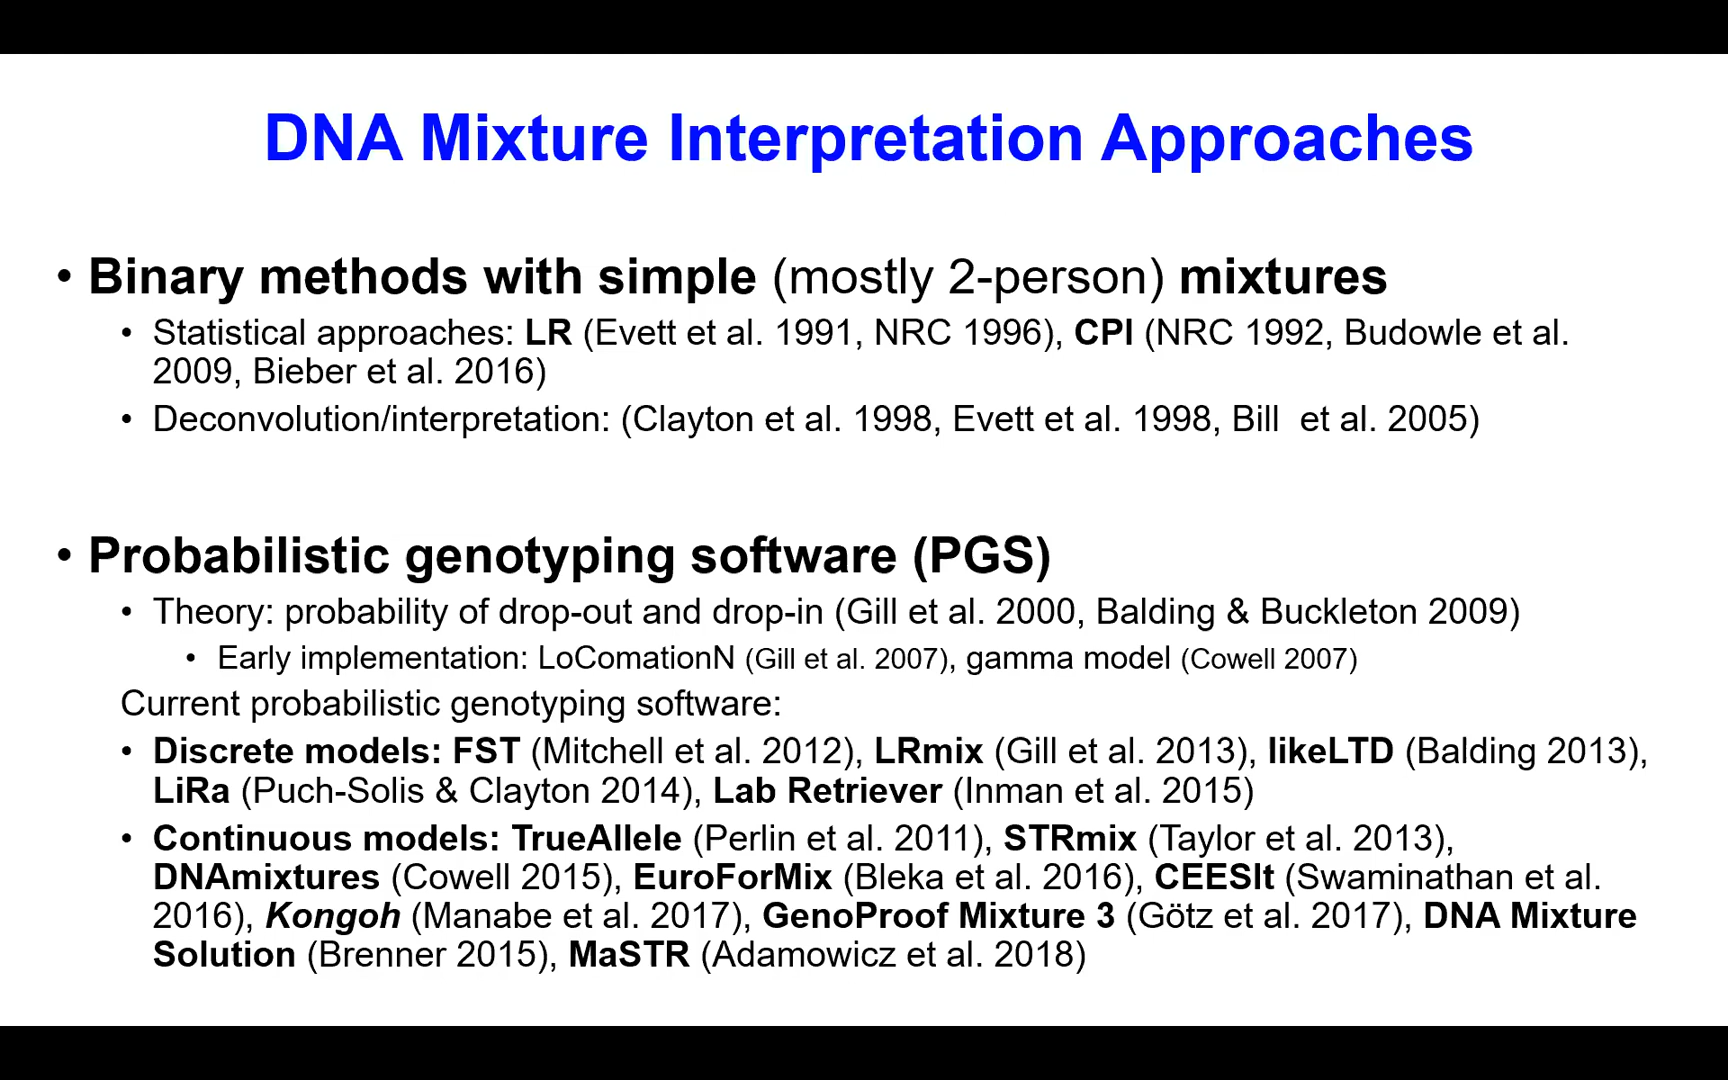 DNA Mixture Interpretation Approaches
• Binary methods with simple (mostly 2-person) mixtures
• Statistical approaches: LR (Evett et al. 1991, NRC 1996), CPI (NRC 1992, Budowle et al.
2009, Bieber et al. 2016)
• Deconvolution/interpretation: (Clayton et al. 1998, Evett et al. 1998, Bill  et al. 2005)
• Probabilistic genotyping software (PGS)
• Theory: probability of drop-out and drop-in (Gill et al. 2000, Balding & Buckleton 2009)
• Early implementation: LoComationN (Gill et al. 2007), gamma model (Cowell 2007)
Current probabilistic genotyping software:
• Discrete models: FST (Mitchell et al. 2012), LRmix (Gill et al. 2013), likeLTD (Balding 2013),
LiRa (Puch-Solis & Clayton 2014), Lab Retriever (Inman et al. 2015)
• Continuous models: TrueAllele (Perlin et al. 2011), STRmix (Taylor et al. 2013),
DNAmixtures (Cowell 2015), EuroForMix (Bleka et al. 2016), CEESIt (Swaminathan et al.
2016), Kongoh (Manabe et al. 2017), GenoProof Mixture 3 (Götz et al. 2017), DNA Mixture
Solution (Brenner 2015), MaSTR (Adamowicz et al. 2018)